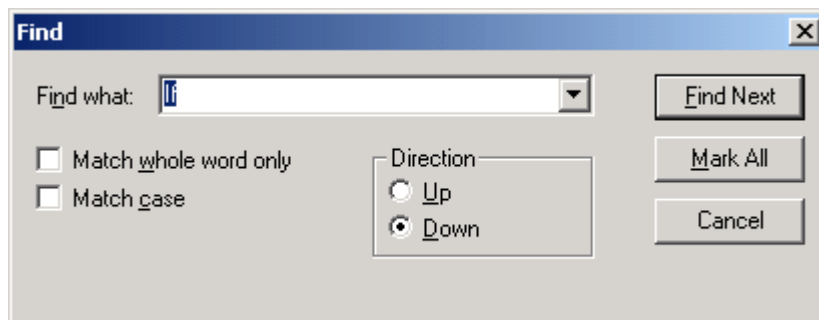 Find
Find what: If
Find Next
Match whole word only
Direction
Mark All
Match case
Up
Down
Cancel